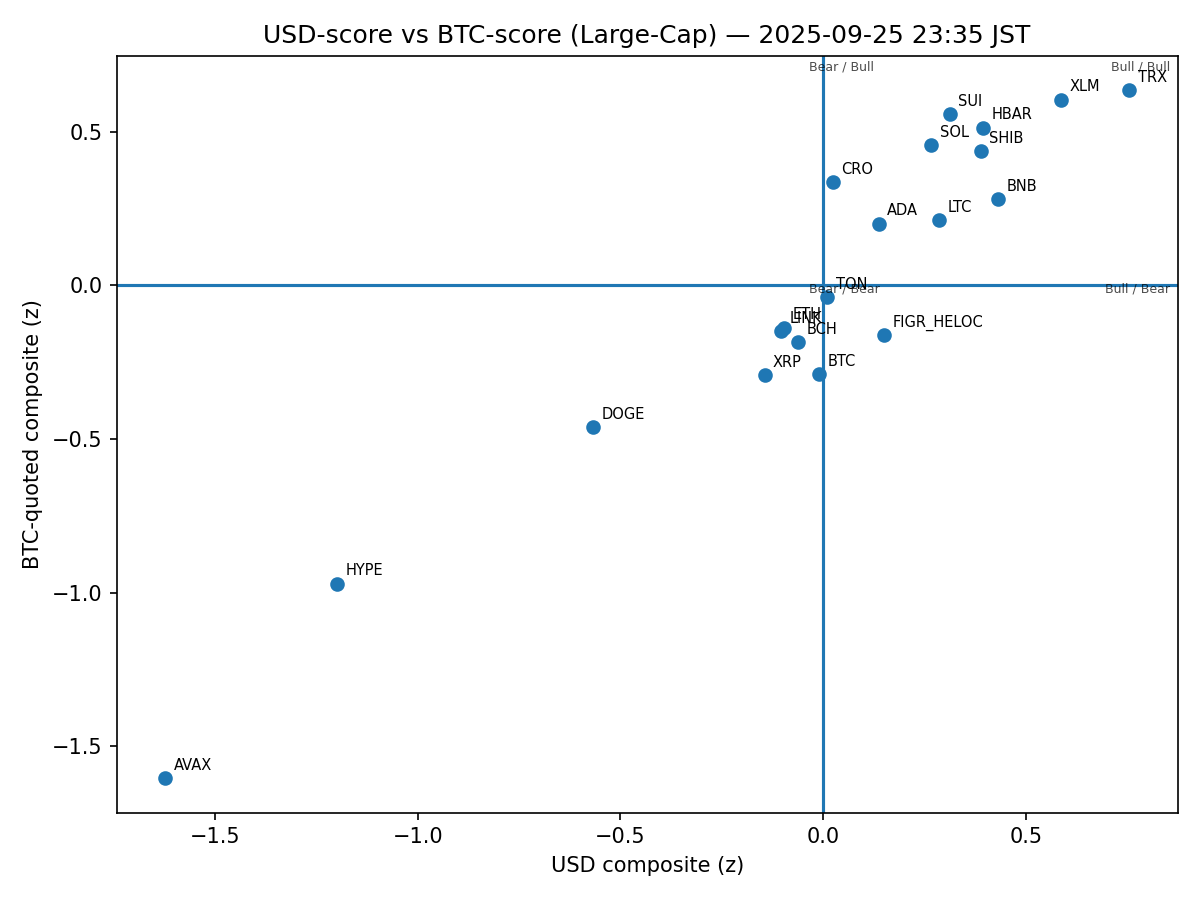 USD-score vs BTC-score (Large-Cap) — 2025-09-25 23:35 JST
Bear / Bull
Bull / Bull
TRX
XLM
SUI
HBAR
SOL
SHIB
CRO
BNB
ADA
LTC
TON
Bear / Bear
Bull / Bear
ETH
LINK
FIGR_HELOC
BCH
XRP
BTC
DOGE
HYPE
AVAX
BTC-quoted composite (z)
0.5
0.0
−0.5
−1.0
−1.5
−1.5
−1.0
−0.5
0.0
0.5
USD composite (z)